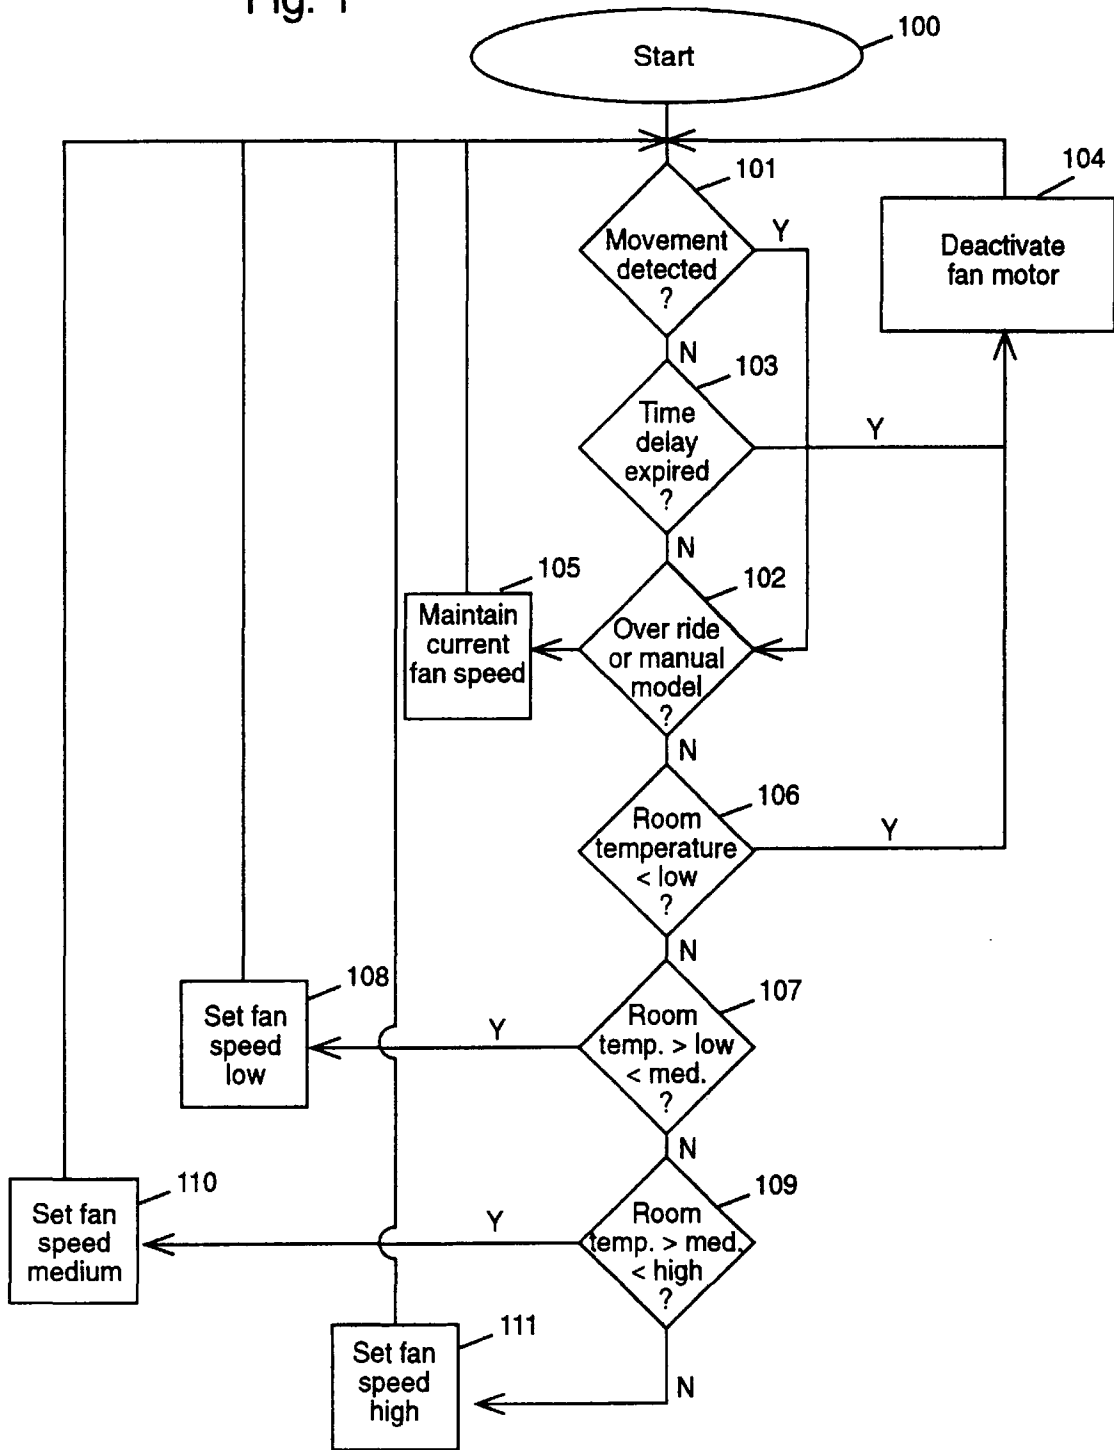 Fig. 1
Start
100
101
104
Movement
detected
?
Y
Deactivate
fan motor
N
103
Time
delay
expired
?
Y
N
105
102
Maintain
current
fan speed
Over ride
or manual
model
?
N
106
Room
temperature
< low
?
Y
N
108
107
Set fan
speed
low
Y
Room
temp. > low
< med.
?
N
110
109
Set fan
speed
medium
Y
Room
temp. > med.
< high
?
111
Set fan
speed
high
N